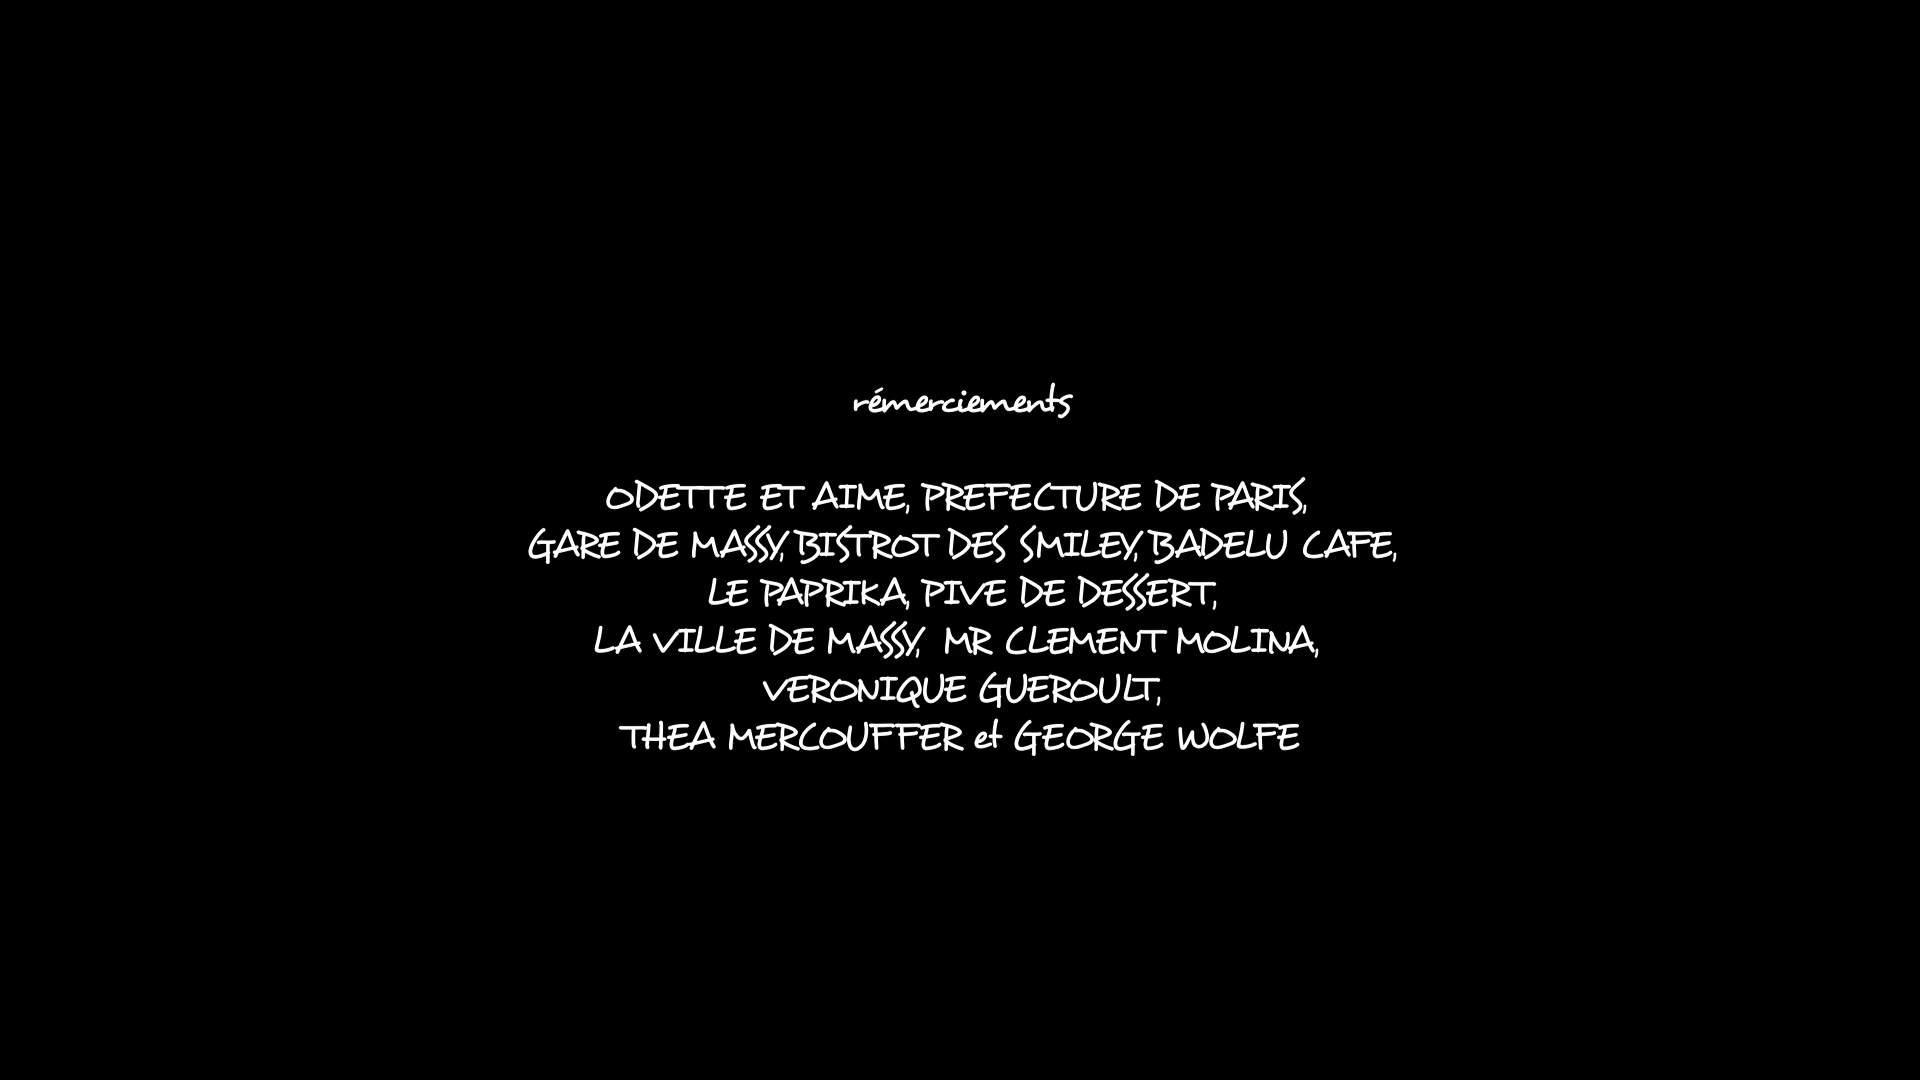 rémerciements
ODETTE ET AIME, PREFECTURE DE PARIS,
GARE DE MASSY, BISTROT DES SMILEY, BADELU CAFE,
LE PAPRIKA, PIVE DE DESSERT,
LA VILLE DE MASSY, MR CLEMENT MOLINA,
VERONIQUE GUEROULT,
THEA MERCOUFFER et GEORGE WOLFE